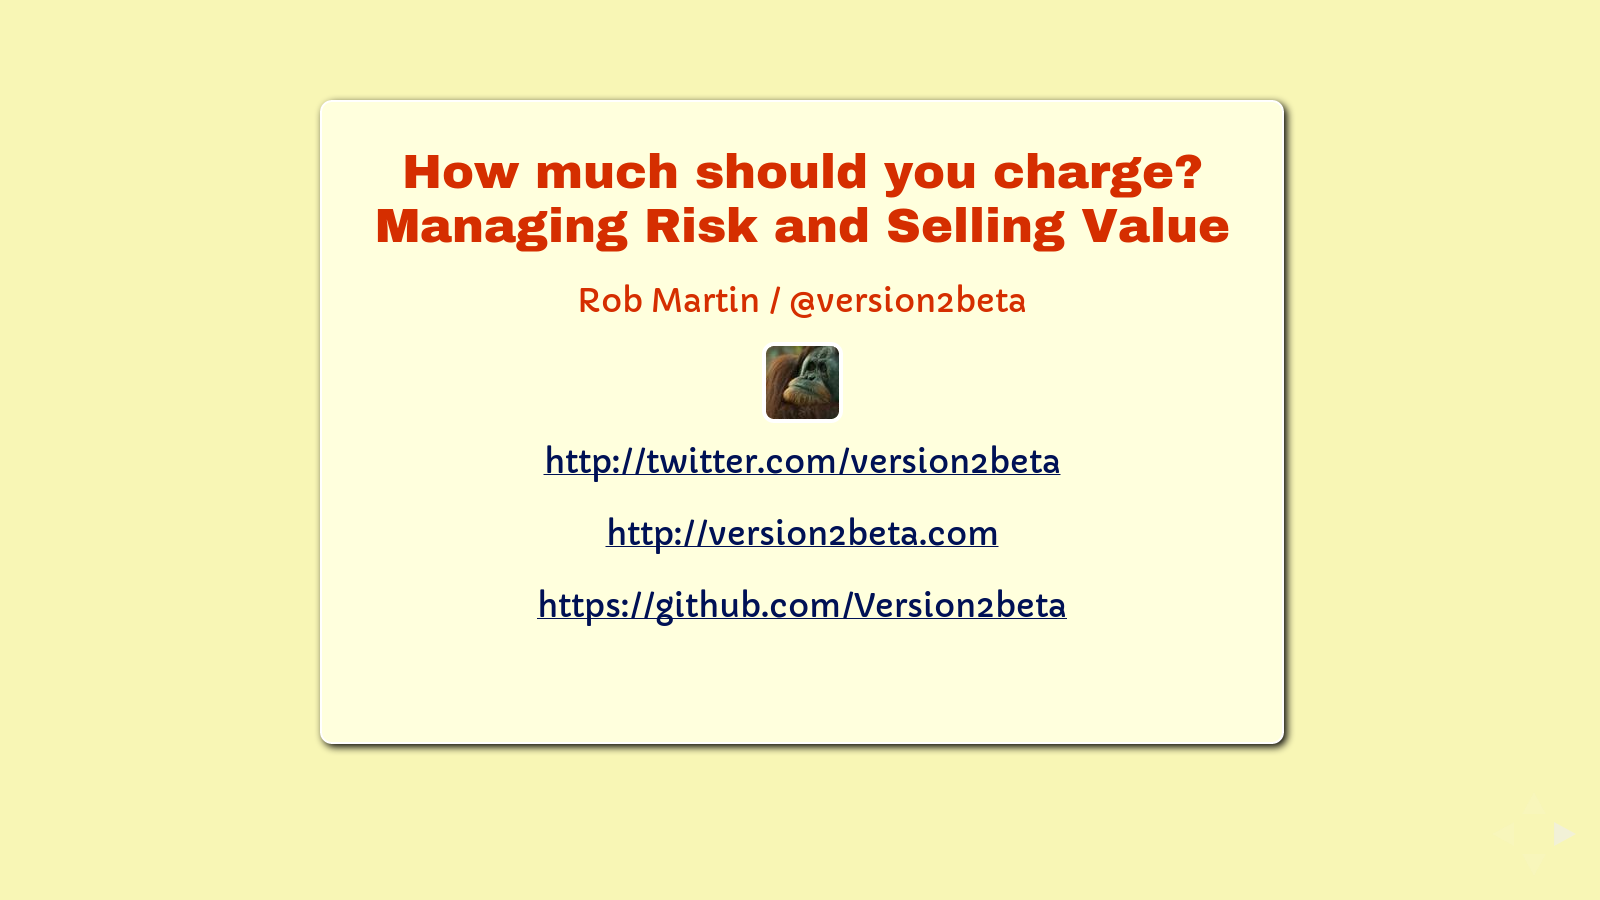 How much should you charge?
Managing Risk and Selling Value
Rob Martin / @version2beta
http://twitter.com/version2beta
http://version2beta.com
https://github.com/Version2beta